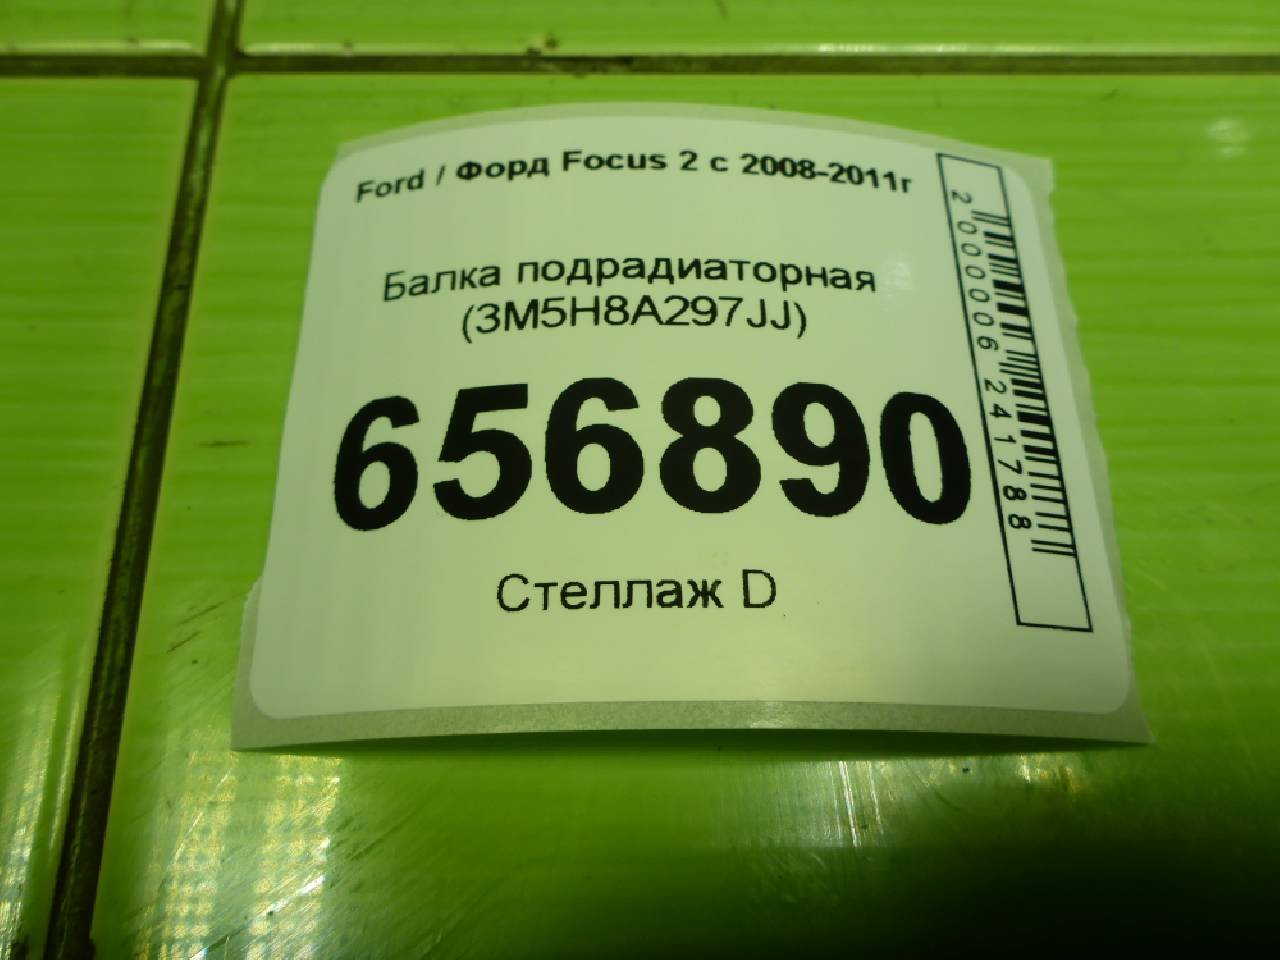 Ford / Форд Focus 2 с 2008-2011г
Балка подрадиаторная
(3M5H8A297JJ)
656890
Стеллаж D
2000006241788